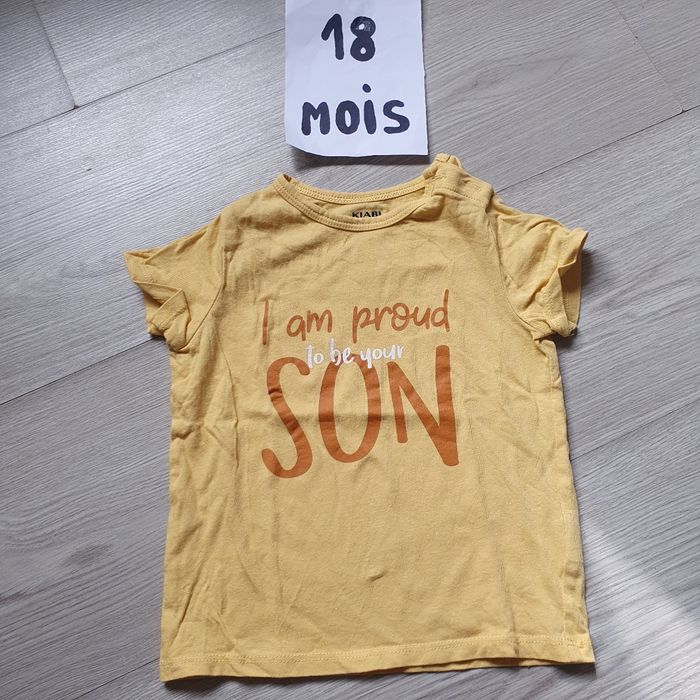 18
mois
KIABI
I am proud
to be your
SON